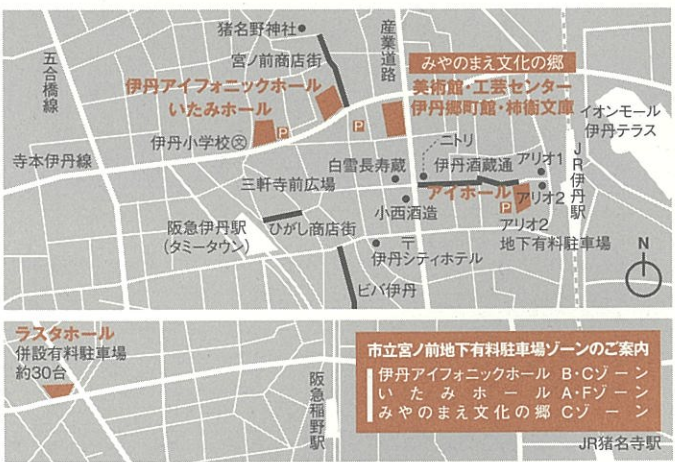 猪名野神社
宮ノ前商店街
産業道路
五合橋線
みやのまえ文化の郷
伊丹アイフォニックホール
いたみホール
美術館・工芸センター
伊丹郷町館・柿衞文庫
イオンモール
伊丹テラス
P
P
P
伊丹小学校文
寺本伊丹線
ニトリ
白雪長寿蔵
伊丹酒蔵通
アリオ1
JR伊丹駅
三軒寺前広場
アイホール
アリオ2
小西酒造
P
アリオ2
地下有料駐車場
阪急伊丹駅
(タミータウン)
ひがし商店街
〒
伊丹シティホテル
N
ビバ伊丹
ラスタホール
併設有料駐車場
約30台
阪急稲野駅
市立宮ノ前地下有料駐車場ゾーンのご案内
伊丹アイフォニックホール B・Cゾーン
いたみホール A・Fゾーン
みやのまえ文化の郷 Cゾーン
JR猪名寺駅